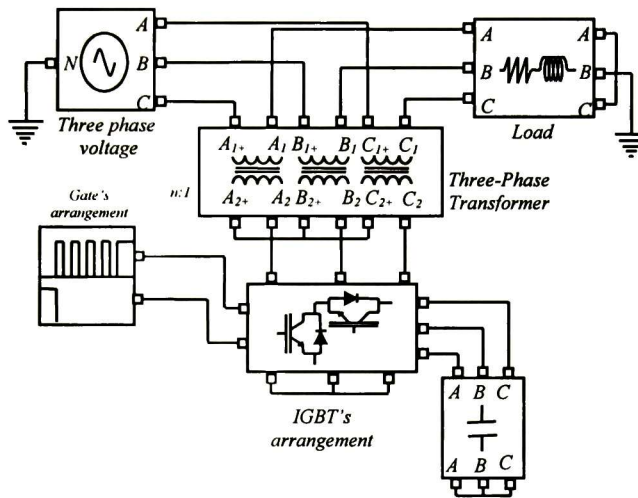 A
N
B
C
Three phase
voltage
A A
B B
C C
Load
A1+ A1 B1+ B1 C1+ C1
n:1
A2+ A2 B2+ B2 C2+ C2
Three-Phase
Transformer
Gate's
arrangement
IGBT's
arrangement
A B C
A B C